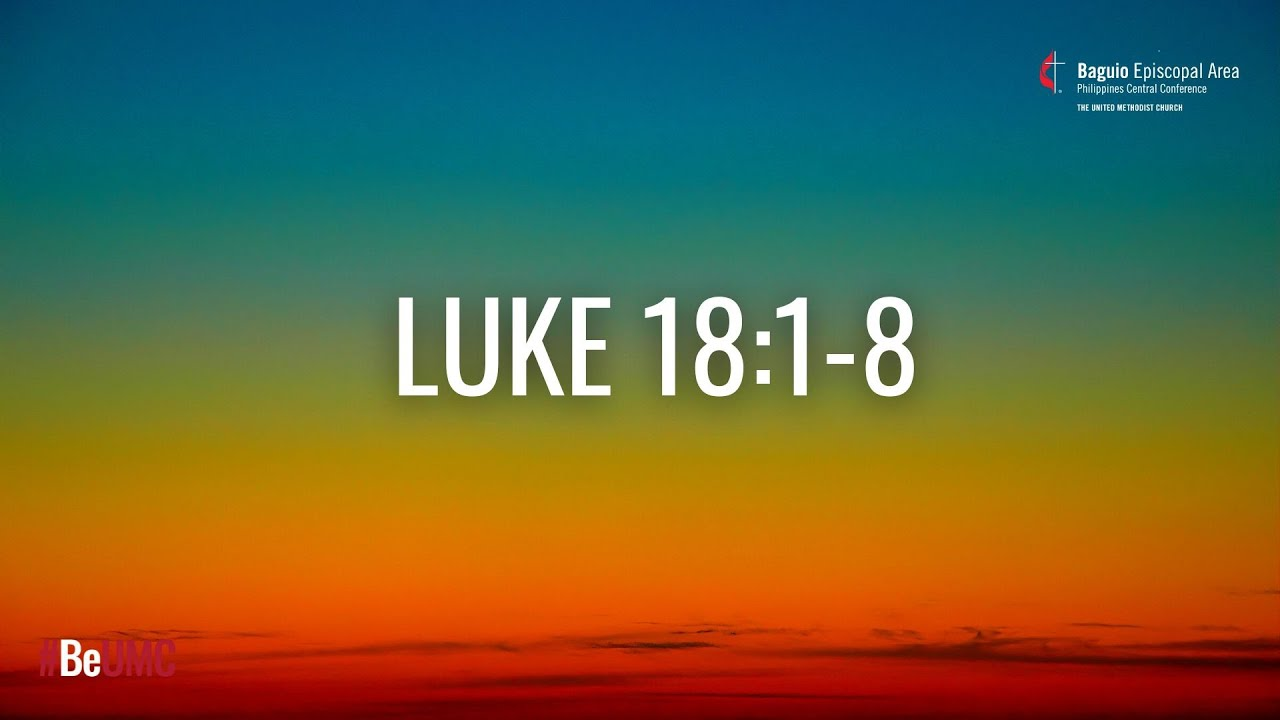 Baguio Episcopal Area
Philippines Central Conference
THE UNITED METHODIST CHURCH
LUKE 18:1-8
#BeUMC